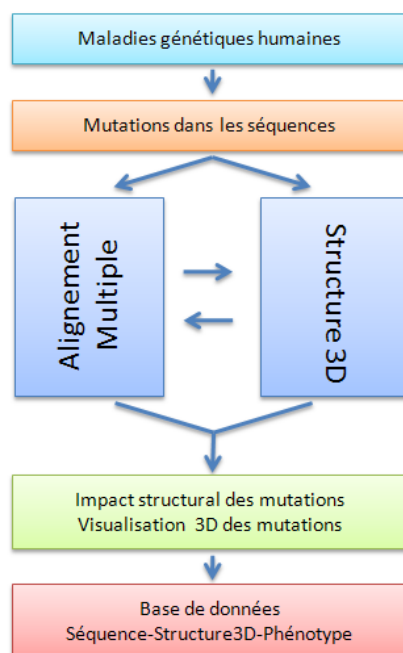 Maladies génétiques humaines
Mutations dans les séquences
Alignement
Multiple
Structure 3D
Impact structural des mutations
Visualisation 3D des mutations
Base de données
Séquence-Structure3D-Phénotype